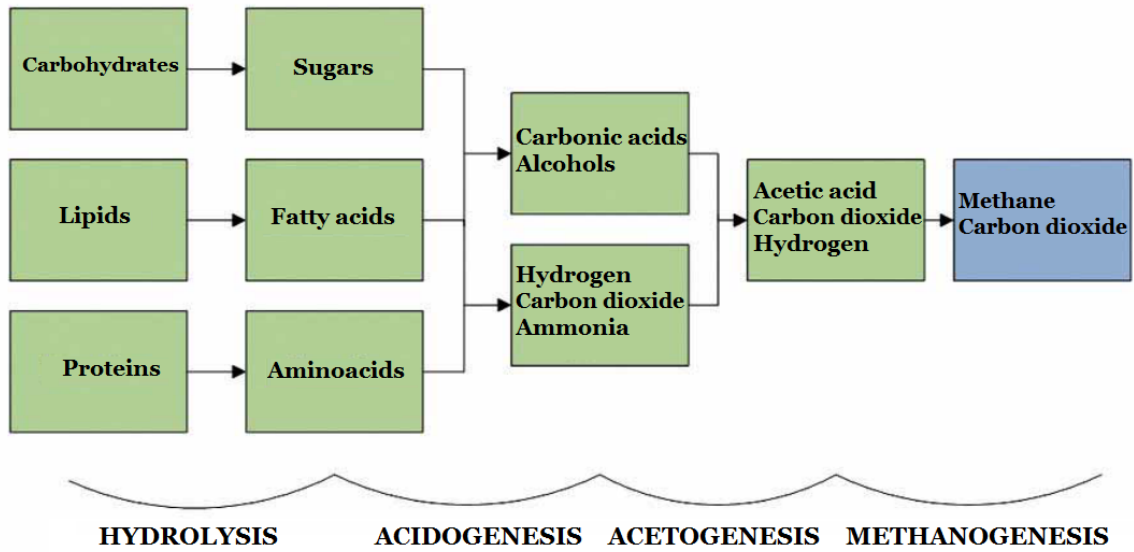 Carbohydrates
Sugars
Lipids
Fatty acids
Proteins
Aminoacids
Carbonic acids
Alcohols
Hydrogen
Carbon dioxide
Ammonia
Acetic acid
Carbon dioxide
Hydrogen
Methane
Carbon dioxide
HYDROLYSIS
ACIDOGENESIS
ACETOGENESIS
METHANOGENESIS